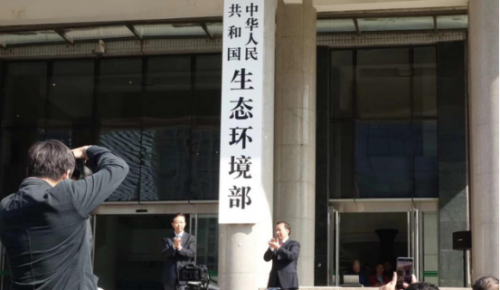 中华人民
共和国
生态环境部